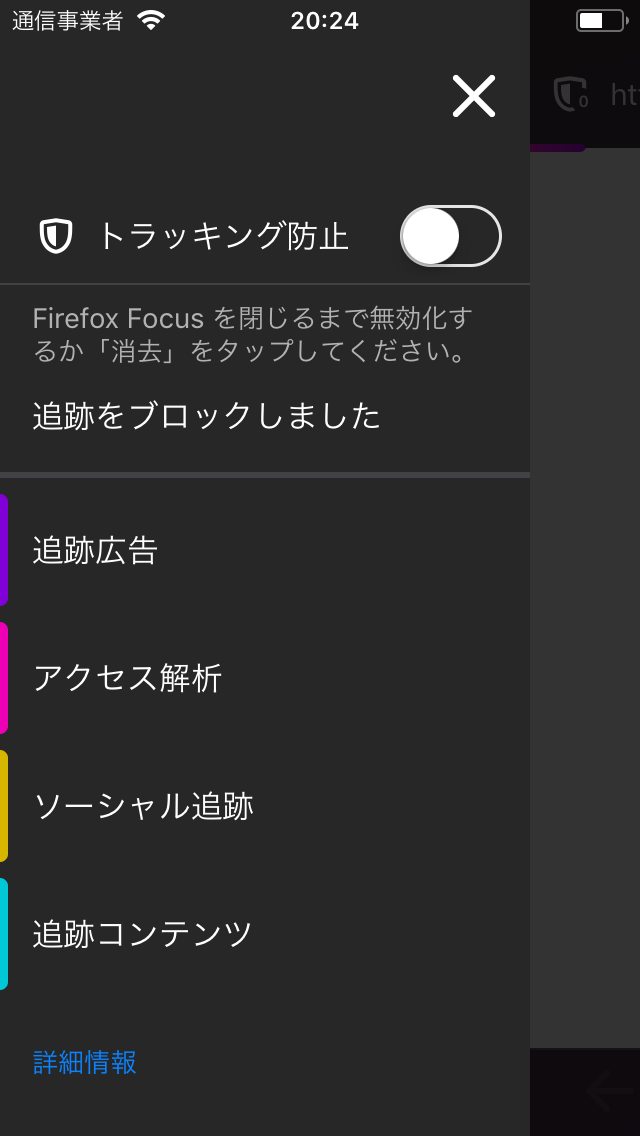 通信事業者
20:24
0
ht
トラッキング防止
Firefox Focus を閉じるまで無効化す
るか「消去」をタップしてください。
追跡をブロックしました
追跡広告
アクセス解析
ソーシャル追跡
追跡コンテンツ
詳細情報